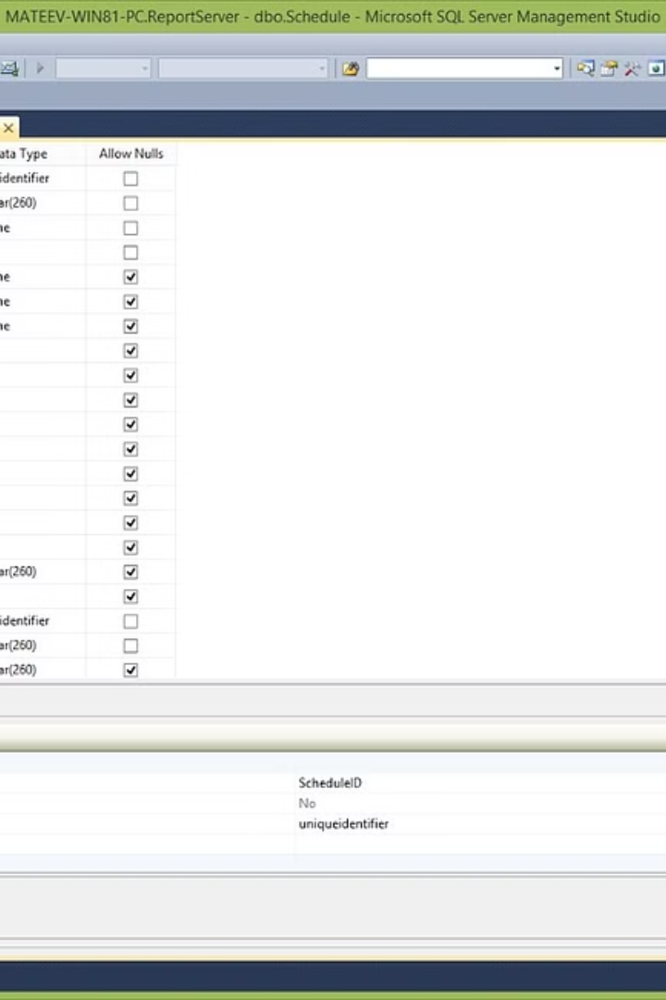 MATEEV-WIN81-PC.ReportServer - dbo.Schedule - Microsoft SQL Server Management Studio
ata Type Allow Nulls
identifier
ar(260)
ne
ne
ne
ne
ar(260)
identifier
ar(260)
ar(260)
ScheduleID
No
uniqueidentifier